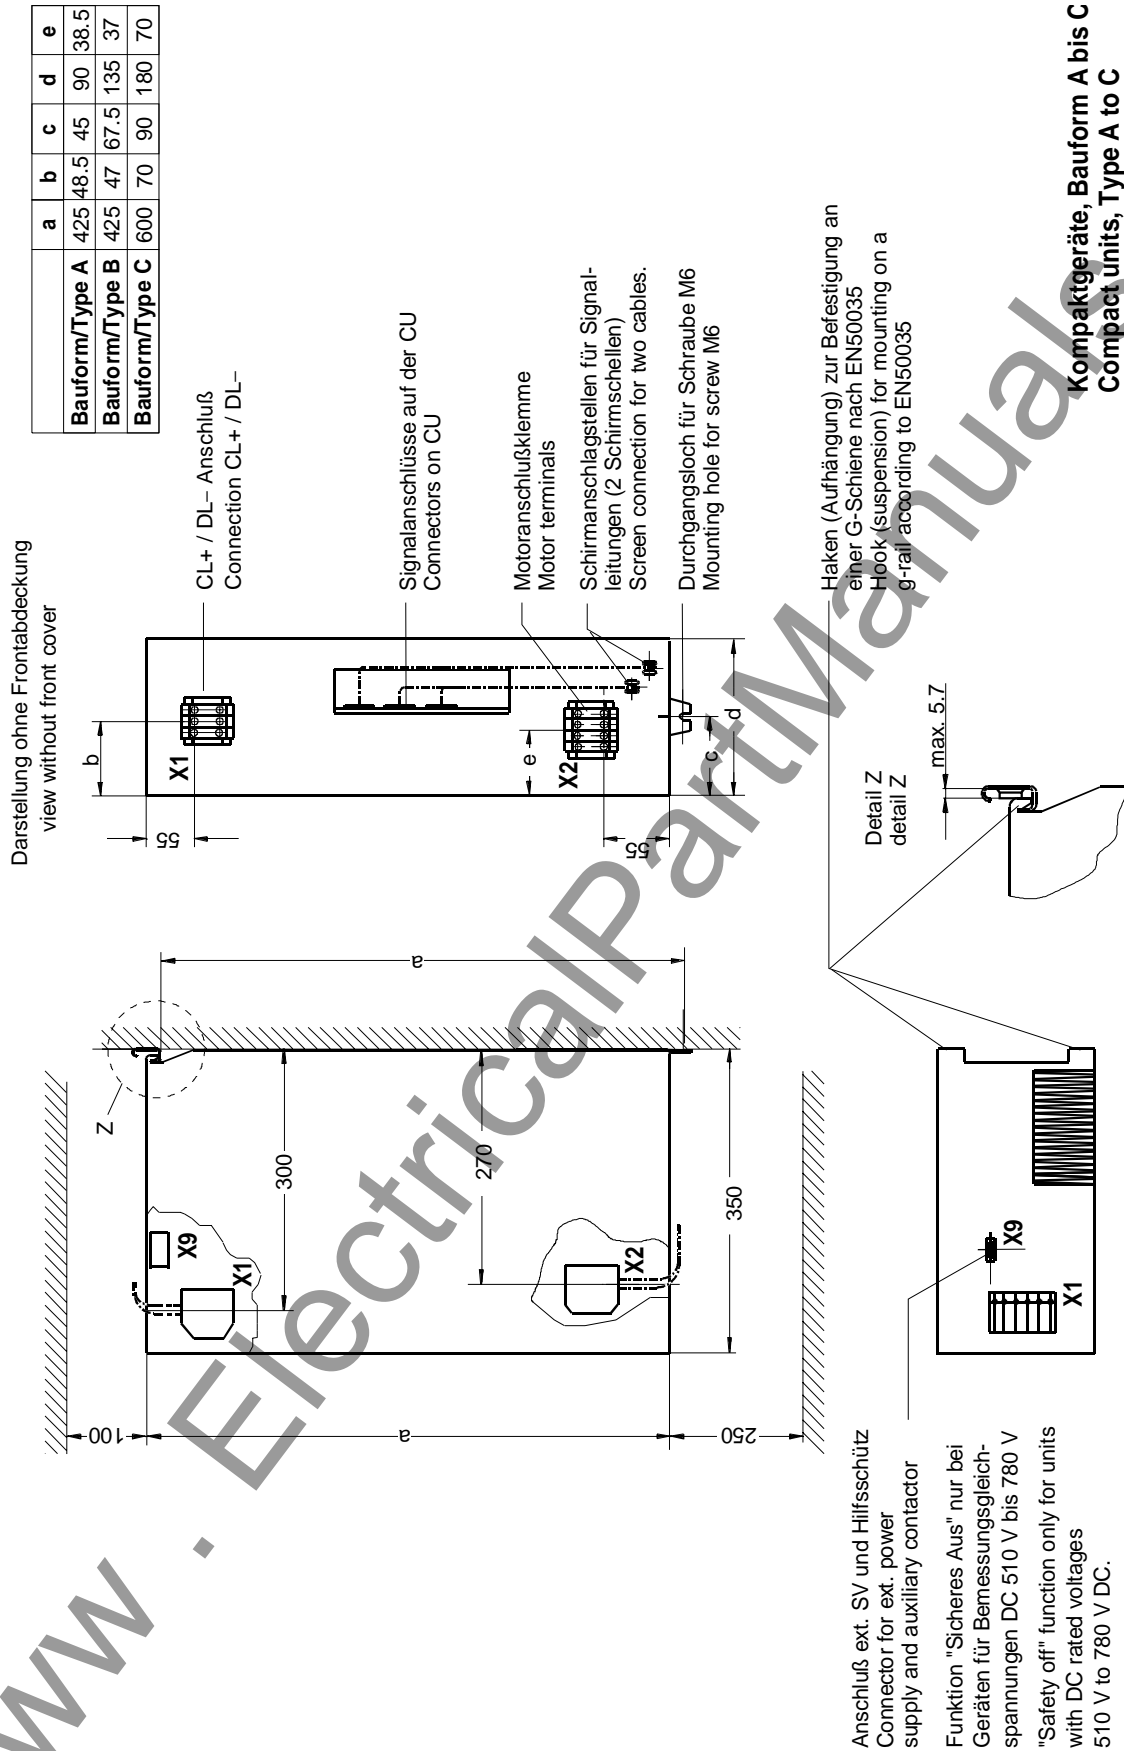 Darstellung ohne Frontabdeckung
view without front cover
a b c d e
Bauform/Type A 425 48.5 45 90 38.5
Bauform/Type B 425 47 67.5 135 37
Bauform/Type C 600 70 90 180 70
CL+ / DL– Anschluß
Connection CL+ / DL–
Signalanschlüsse auf der CU
Connectors on CU
Motoranschlußklemme
Motor terminals
Schirmanschlagstellen für Signal-
leitungen (2 Schirmschellen)
Screen connection for two cables.
Durchgangsloch für Schraube M6
Mounting hole for screw M6
b
X1
55
e
X2
c
d
55
Haken (Aufhängung) zur Befestigung an
einer G-Schiene nach EN50035
Hook (suspension) for mounting on a
g-rail according to EN50035
Z
a
300
270
350
X9
X1
X2
100
a
250
Detail Z
detail Z
max. 5.7
X9
X1
Anschluß ext. SV und Hilfsschütz
Connector for ext. power
supply and auxiliary contactor
Funktion "Sicheres Aus" nur bei
Geräten für Bemessungsgleich-
spannungen DC 510 V bis 780 V
"Safety off" function only for units
with DC rated voltages
510 V to 780 V DC.
Kompaktgeräte, Bauform A bis C
Compact units, Type A to C
ww . ElectricalPartManuals